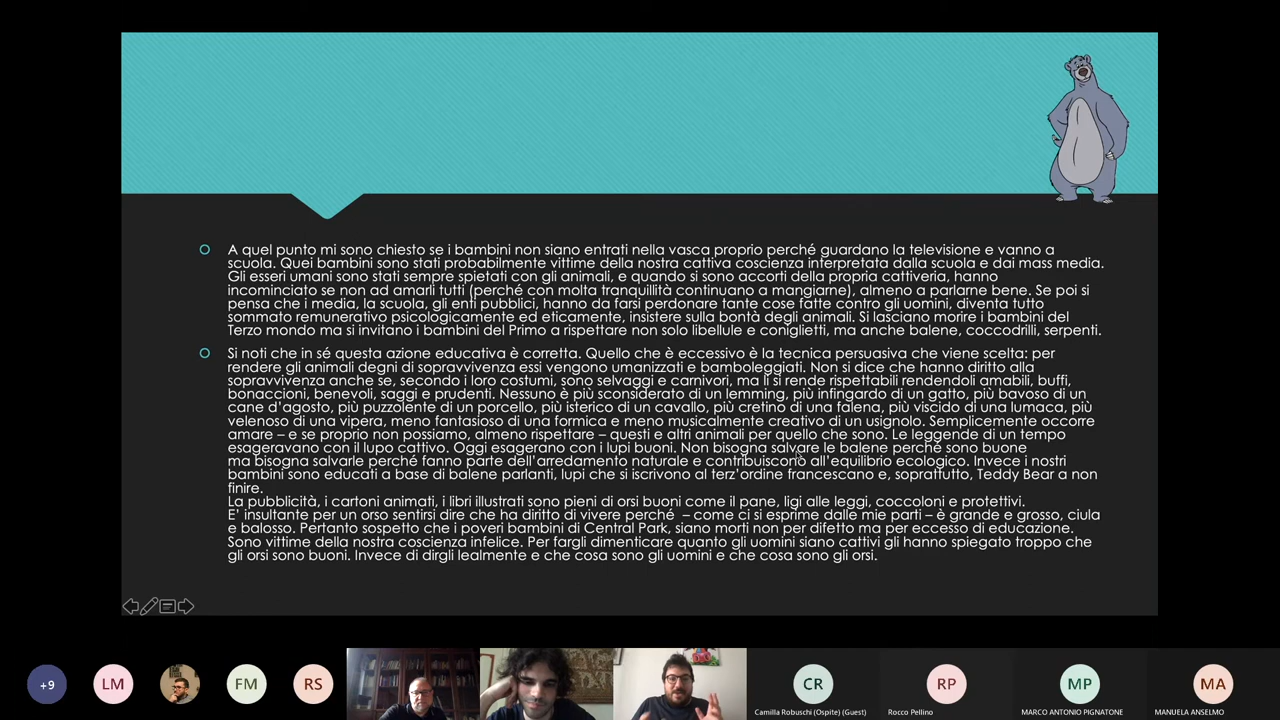 A quel punto mi sono chiesto se i bambini non siano entrati nella vasca proprio perché guardano la televisione e vanno a
scuola. Quei bambini sono stati probabilmente vittime della nostra cattiva coscienza interpretata dalla scuola e dai mass media.
Gli esseri umani sono stati sempre spietati con gli animali, e quando si sono accorti della propria cattiveria, hanno
incominciato se non ad amarli tutti (perché con molta tranquillità continuano a mangiarne), almeno a parlarne bene. Se poi si
pensa che i media, la scuola, gli enti pubblici, hanno da farsi perdonare tante cose fatte contro gli uomini, diventa tutto
sommato remunerativo psicologicamente ed eticamente, insistere sulla bontà degli animali. Si lasciano morire i bambini del
Terzo mondo ma si invitano i bambini del Primo a rispettare non solo libellule e coniglietti, ma anche balene, coccodrilli, serpenti.
Si noti che in sé questa azione educativa è corretta. Quello che è eccessivo è la tecnica persuasiva che viene scelta: per
rendere gli animali degni di sopravvivenza essi vengono umanizzati e bamboleggiati. Non si dice che hanno diritto alla
sopravvivenza anche se, secondo i loro costumi, sono selvaggi e carnivori, ma li si rende rispettabili rendendoli amabili, buffi,
bonaccioni, benevoli, saggi e prudenti. Nessuno è più sconsiderato di un lemming, più infingardo di un gatto, più bavoso di un
cane d'agosto, più puzzolente di un porcello, più isterico di un cavallo, più cretino di una falena, più viscido di una lumaca, più
velenoso di una vipera, meno fantasioso di una formica e meno musicalmente creativo di un usignolo. Semplicemente occorre
amare – e se proprio non possiamo, almeno rispettare – questi e altri animali per quello che sono. Le leggende di un tempo
esageravano con il lupo cattivo. Oggi esagerano con i lupi buoni. Non bisogna salvare le balene perché sono buone
ma bisogna salvarle perché fanno parte dell'arredamento naturale e contribuiscono all'equilibrio ecologico. Invece i nostri
bambini sono educati a base di balene parlanti, lupi che si iscrivono al terz'ordine francescano e, soprattutto, Teddy Bear a non
finire.
La pubblicità, i cartoni animati, i libri illustrati sono pieni di orsi buoni come il pane, ligi alle leggi, coccoloni e protettivi.
E' insultante per un orso sentirsi dire che ha diritto di vivere perché – come ci si esprime dalle mie parti – è grande e grosso, ciula
e balosso. Pertanto sospetto che i poveri bambini di Central Park, siano morti non per difetto ma per eccesso di educazione.
Sono vittime della nostra coscienza infelice. Per fargli dimenticare quanto gli uomini siano cattivi gli hanno spiegato troppo che
gli orsi sono buoni. Invece di dirgli lealmente e che cosa sono gli uomini e che cosa sono gli orsi.
+9
LM
FM
RS
CR
RP
MP
MA
Camilla Robuschi (Ospite) (Guest)
Rocco Pellino
MARCO ANTONIO PIGNATONE
MANUELA ANSELMO